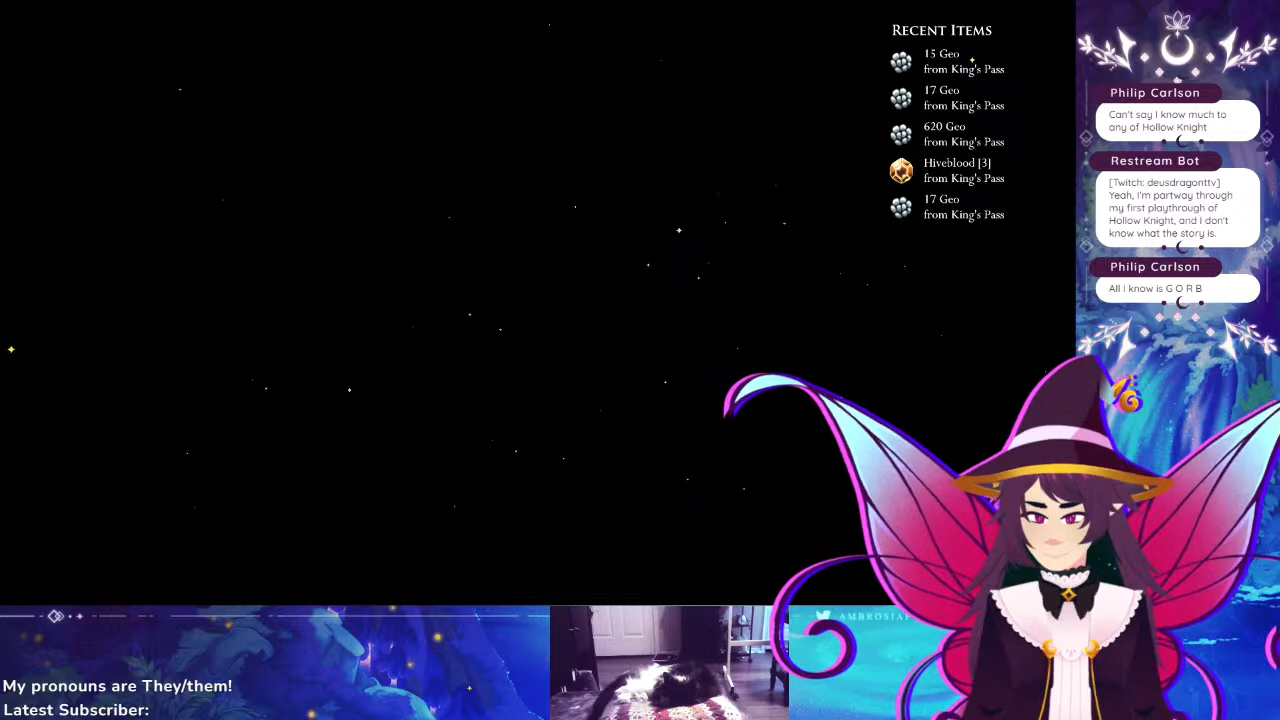 RECENT ITEMS
15 Geo
from King's Pass
17 Geo
from King's Pass
620 Geo
from King's Pass
Hiveblood [3]
from King's Pass
17 Geo
from King's Pass
Philip Carlson
Can't say I know much to
any of Hollow Knight
Restream Bot
[Twitch: deusdragonttv]
Yeah, I'm partway through
my first playthrough of
Hollow Knight, and I don't
know what the story is.
Philip Carlson
All I know is G O R B
My pronouns are They/them!
Latest Subscriber: